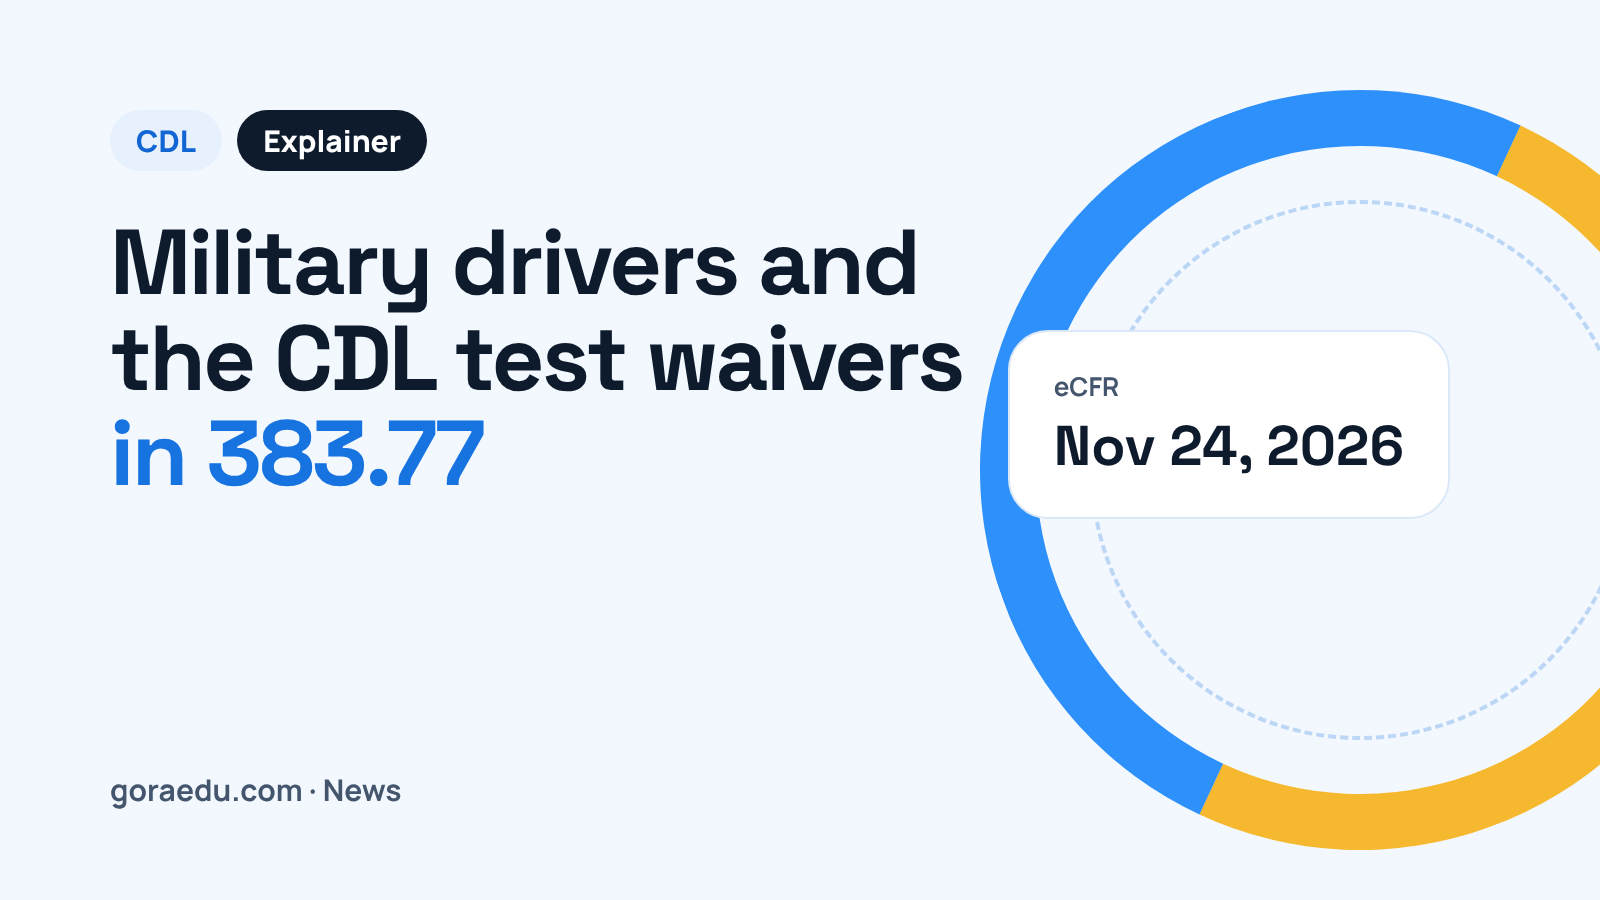 CDL
Explainer
Military drivers and
the CDL test waivers
in 383.77
eCFR
Nov 24, 2026
goraedu.com · News